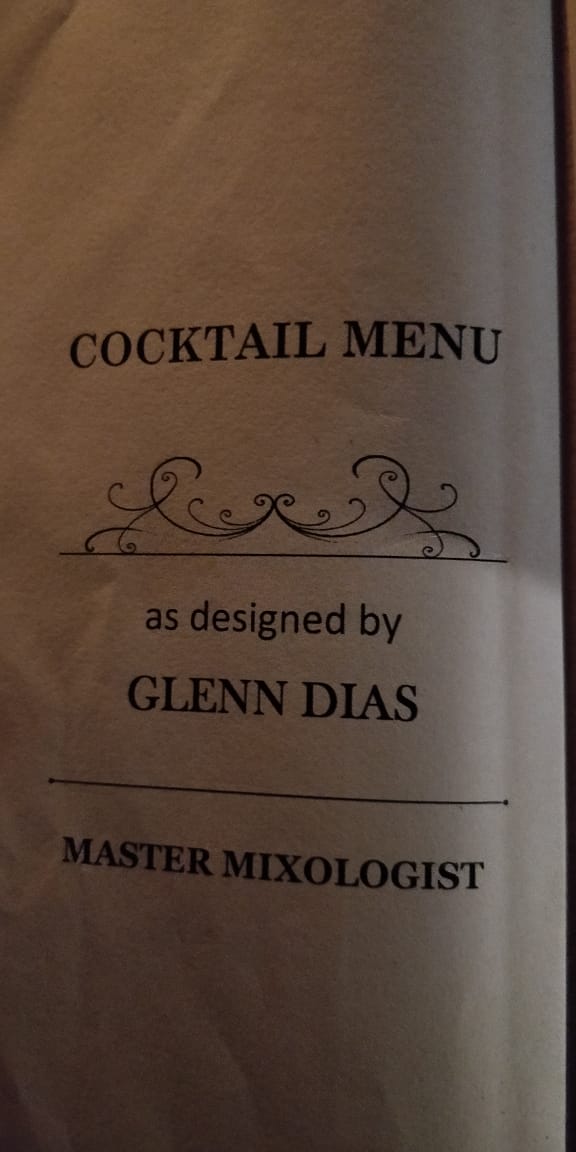 COCKTAIL MENU
as designed by
GLENN DIAS
MASTER MIXOLOGIST